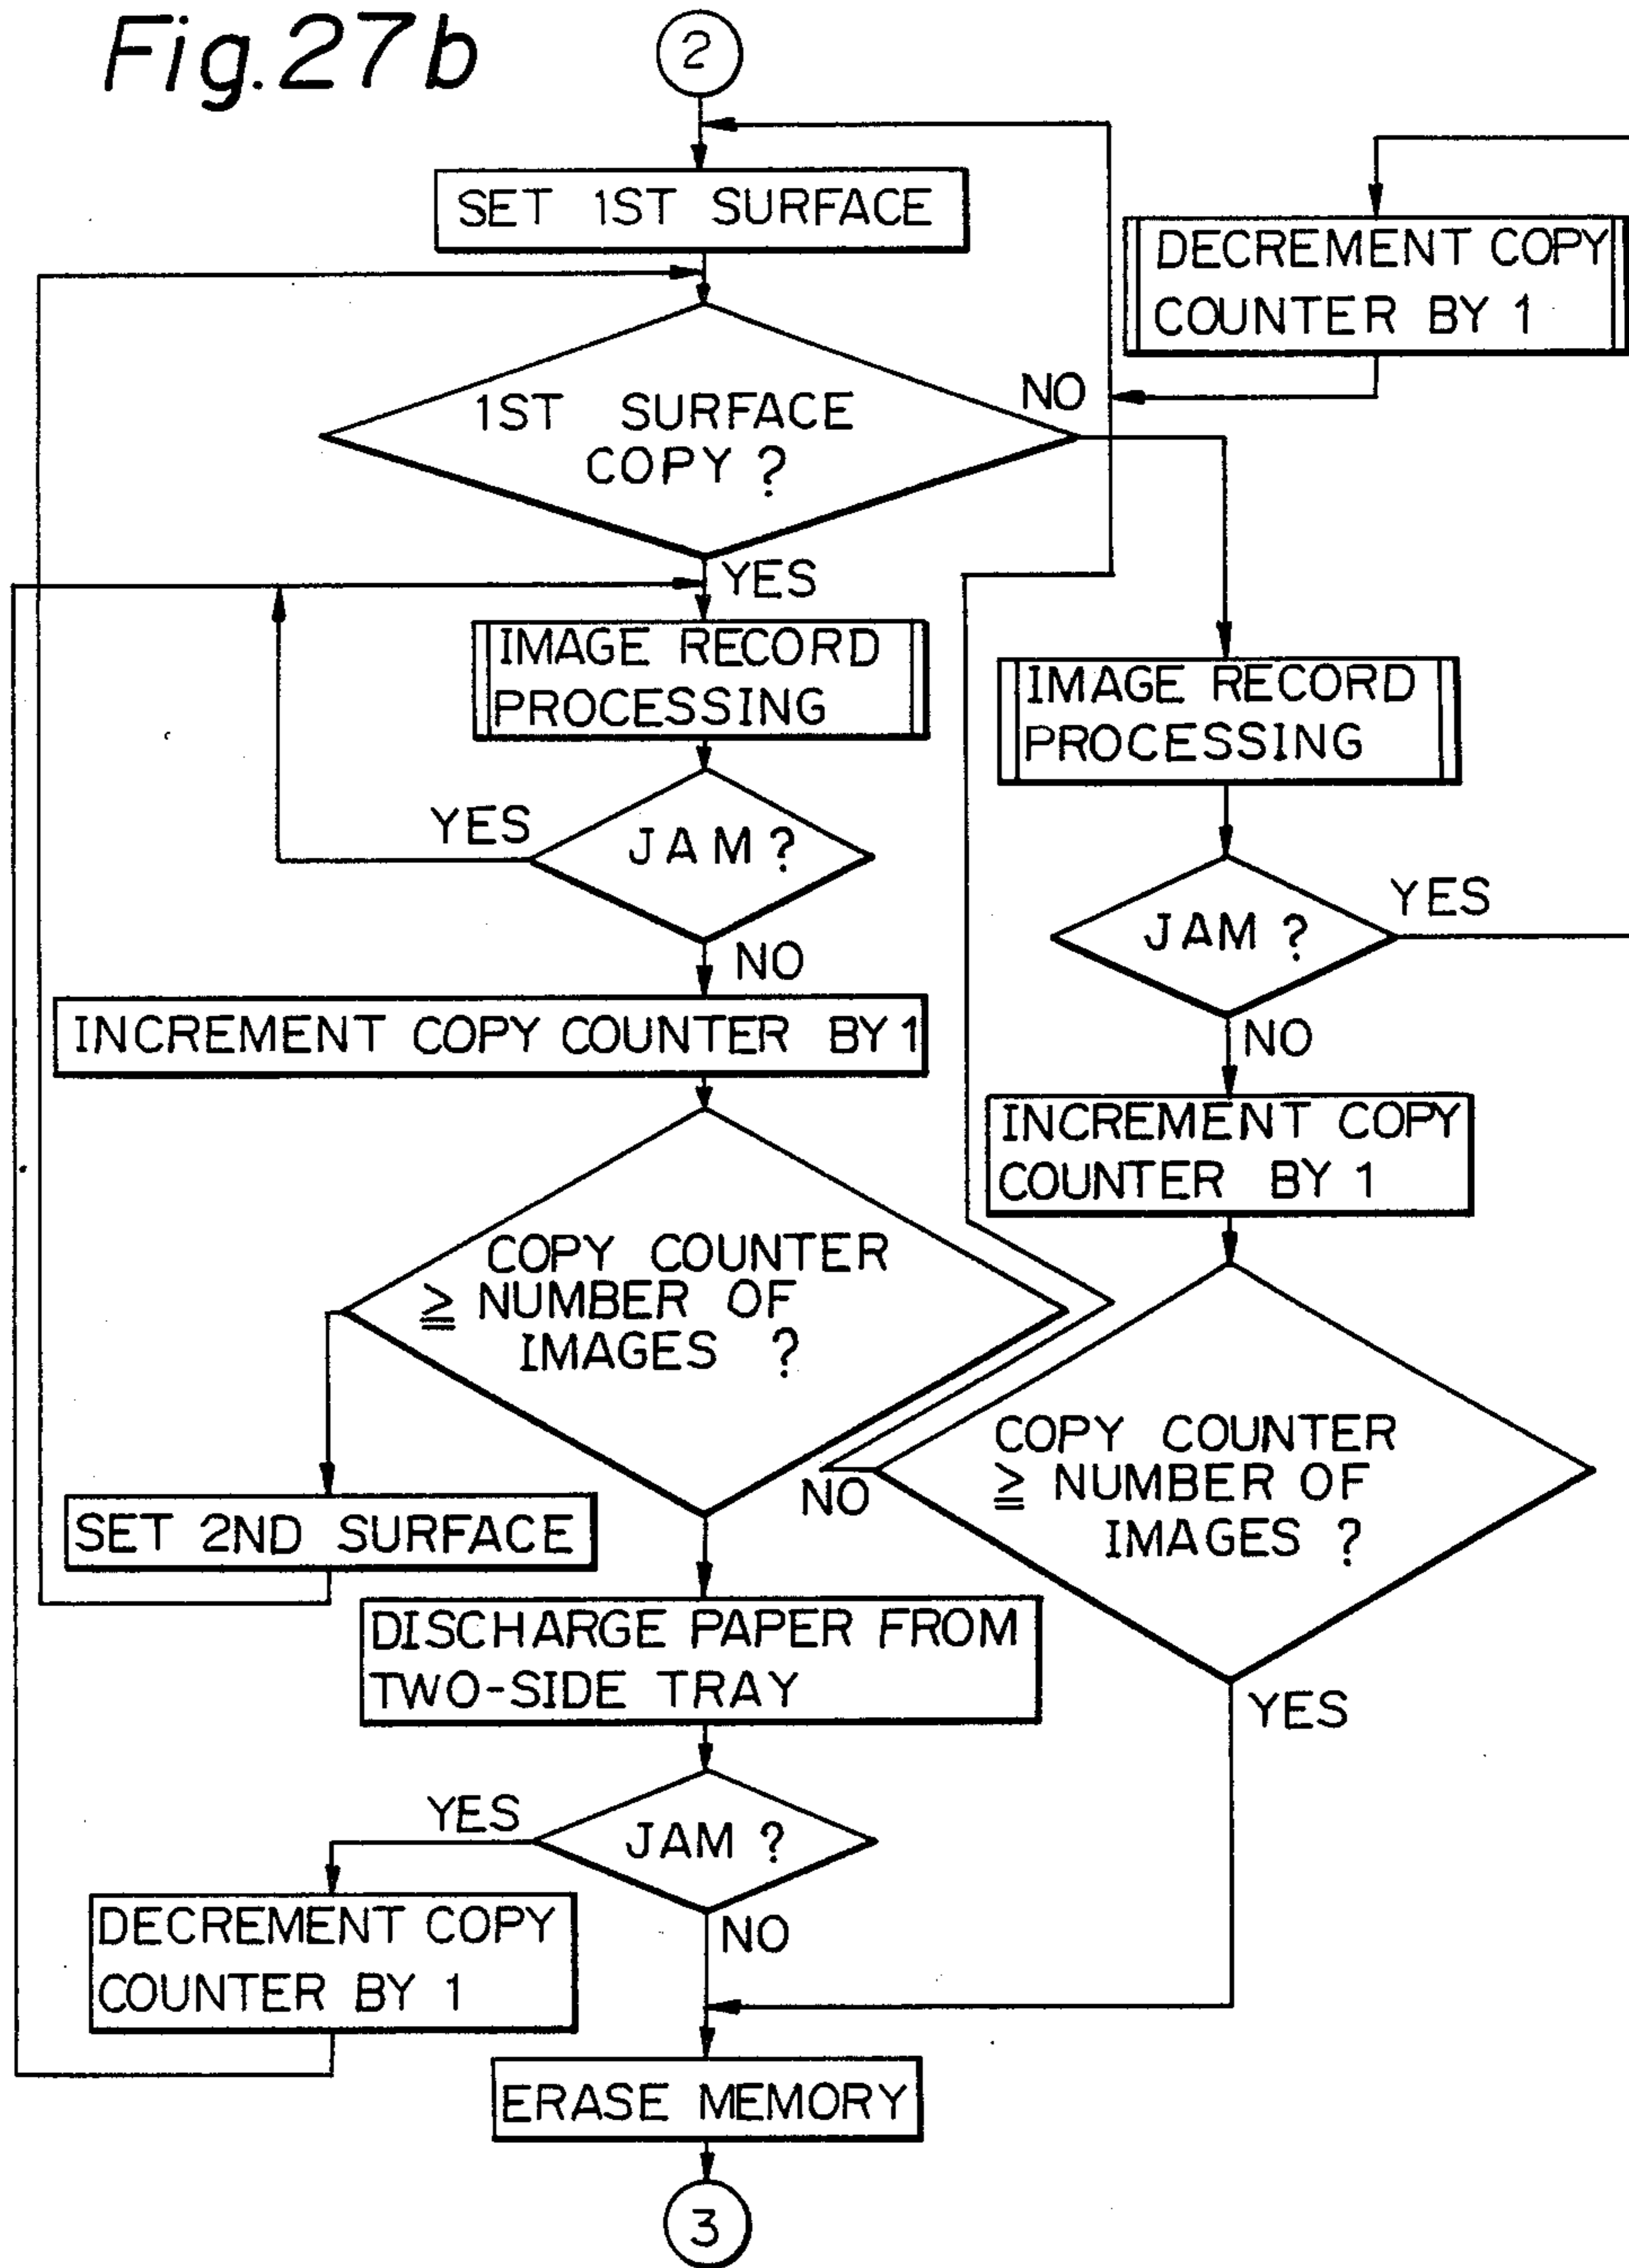 Fig.27b
2
SET 1ST SURFACE
DECREMENT COPY
COUNTER BY 1
1ST SURFACE
COPY ?
NO
YES
IMAGE RECORD
PROCESSING
IMAGE RECORD
PROCESSING
YES
JAM ?
NO
JAM ?
YES
NO
INCREMENT COPY COUNTER BY 1
INCREMENT COPY
COUNTER BY 1
COPY COUNTER
≧ NUMBER OF
IMAGES ?
COPY COUNTER
≧ NUMBER OF
IMAGES ?
NO
YES
SET 2ND SURFACE
DISCHARGE PAPER FROM
TWO-SIDE TRAY
YES
JAM ?
NO
DECREMENT COPY
COUNTER BY 1
ERASE MEMORY
3